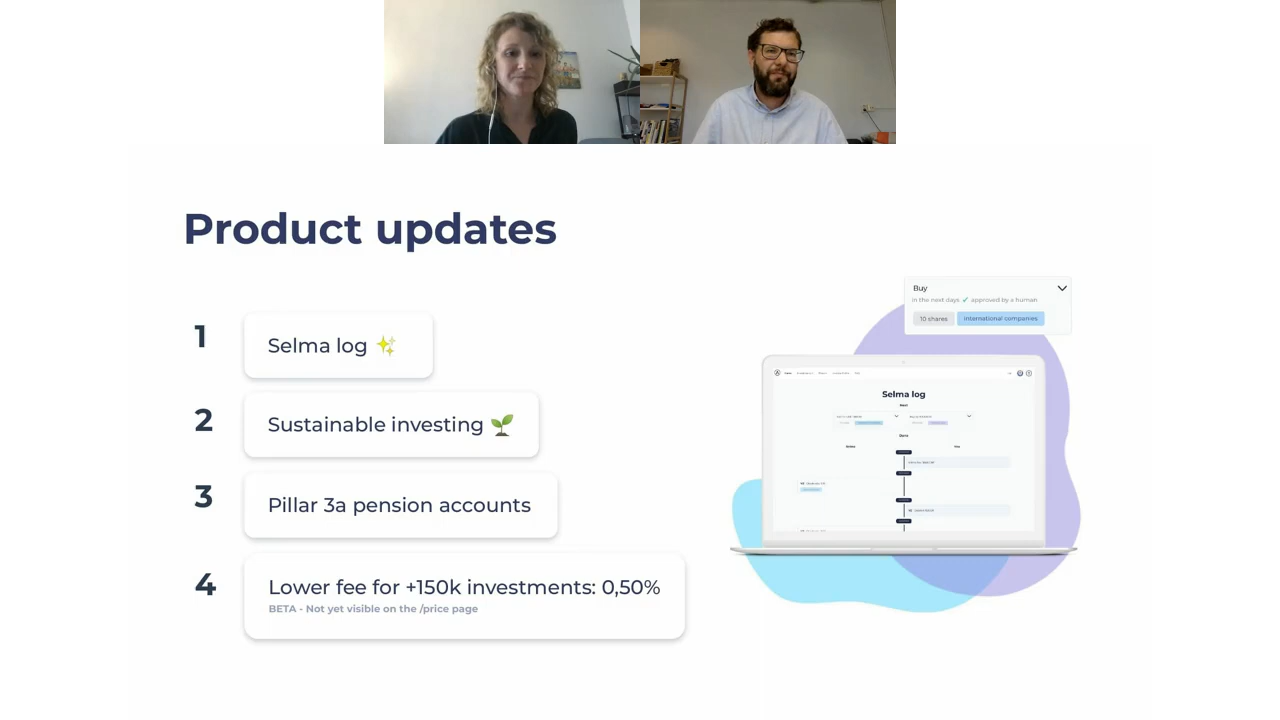 Product updates
1
Selma log ✨
2
Sustainable investing 🌱
3
Pillar 3a pension accounts
4
Lower fee for +150k investments: 0,50%
BETA - Not yet visible on the /price page
Buy
in the next days ✓ approved by a human
10 shares
international companies
Selma log
Next
Done